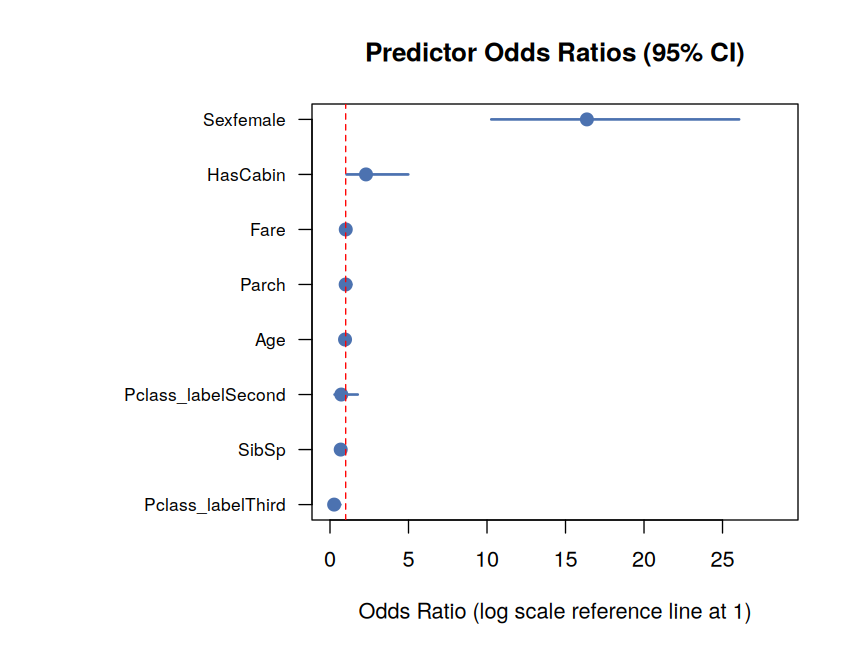 Predictor Odds Ratios (95% CI)
Sexfemale
HasCabin
Fare
Parch
Age
Pclass_labelSecond
SibSp
Pclass_labelThird
0 5 10 15 20 25
Odds Ratio (log scale reference line at 1)